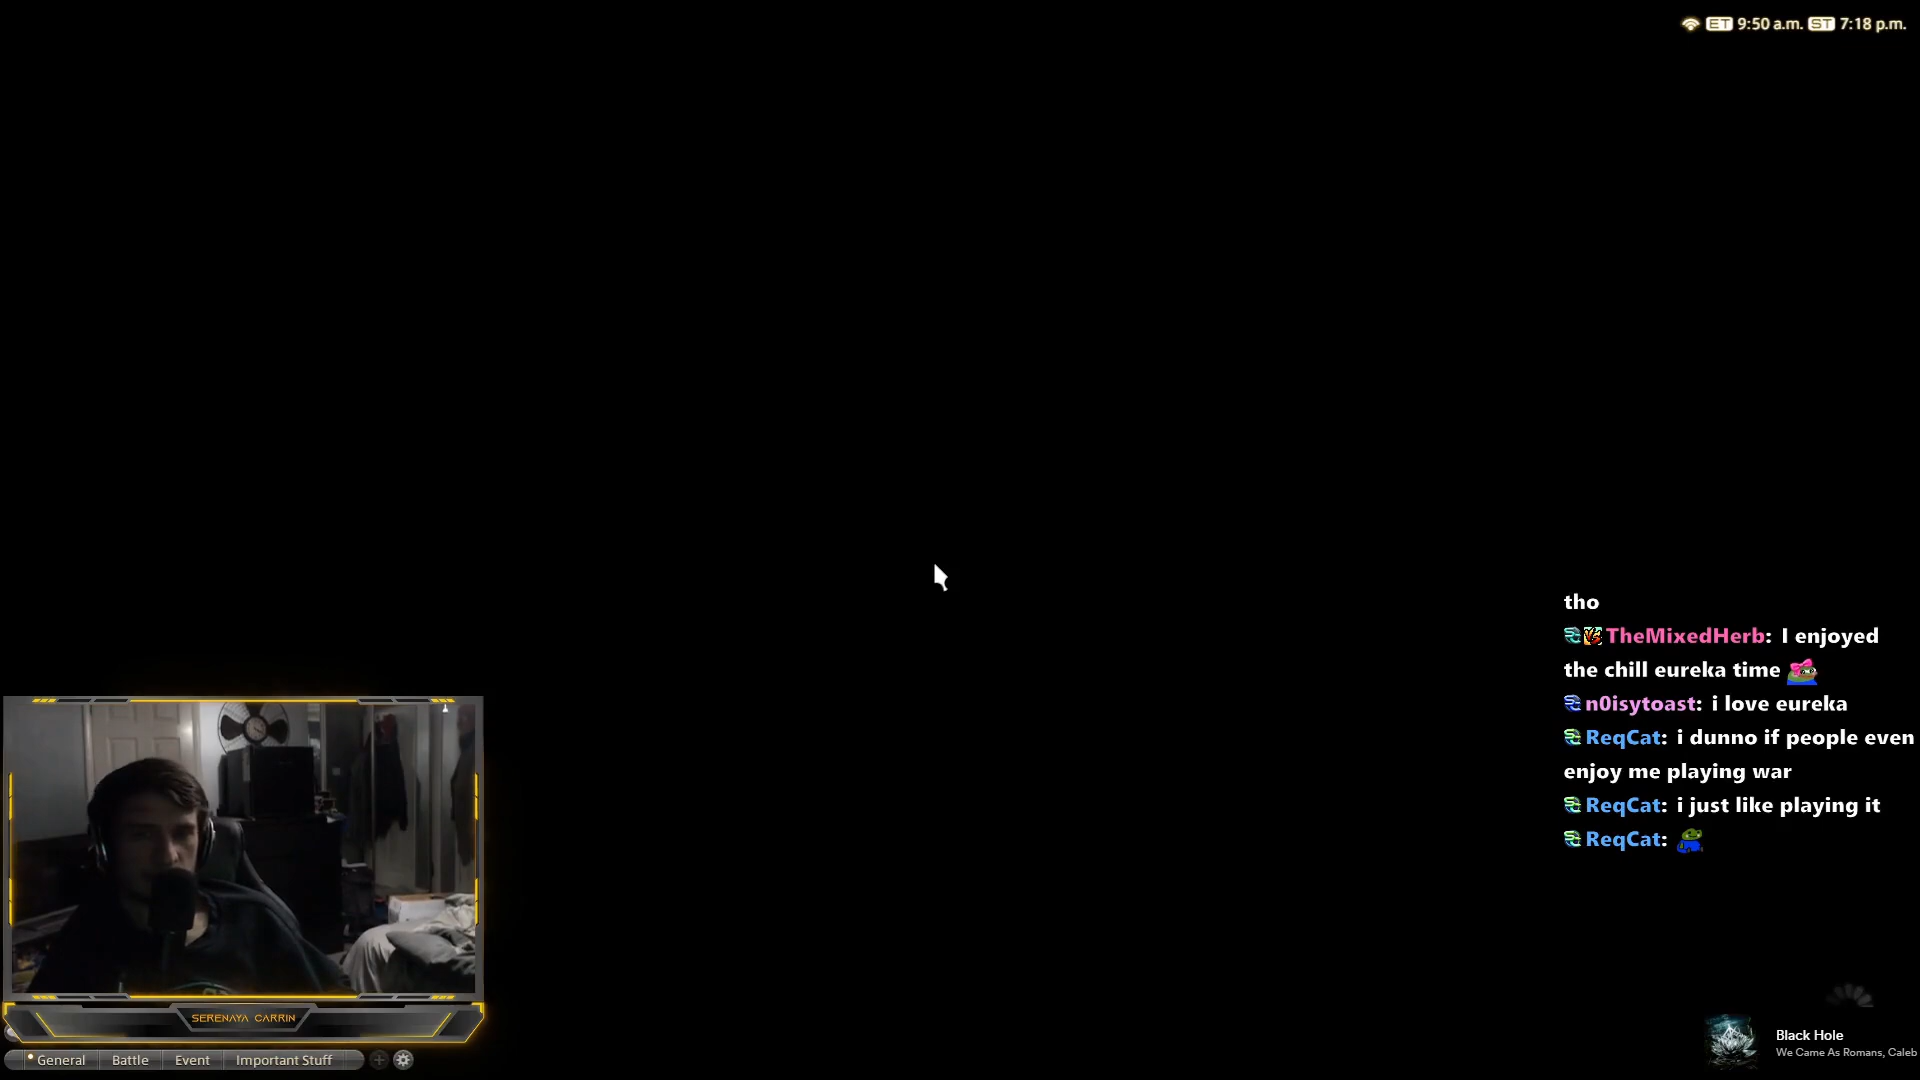 ET 9:50 a.m. ST 7:18 p.m.
tho
TheMixedHerb: I enjoyed
the chill eureka time
n0isytoast: i love eureka
ReqCat: i dunno if people even
enjoy me playing war
ReqCat: i just like playing it
ReqCat:
SERENAYA CARRIN
General Battle Event Important Stuff
Black Hole
We Came As Romans, Caleb